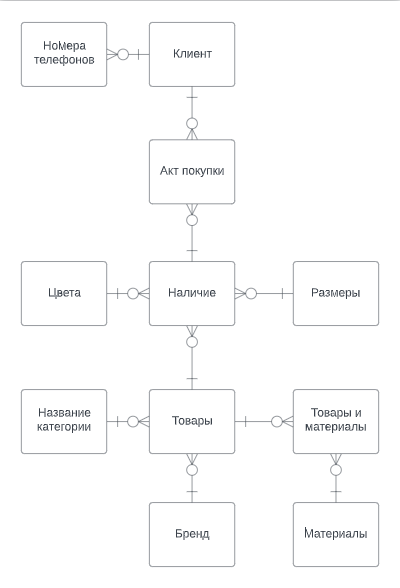 Номера
телефонов
Клиент
Акт покупки
Цвета
Наличие
Размеры
Название
категории
Товары
Товары и
материалы
Бренд
Материалы